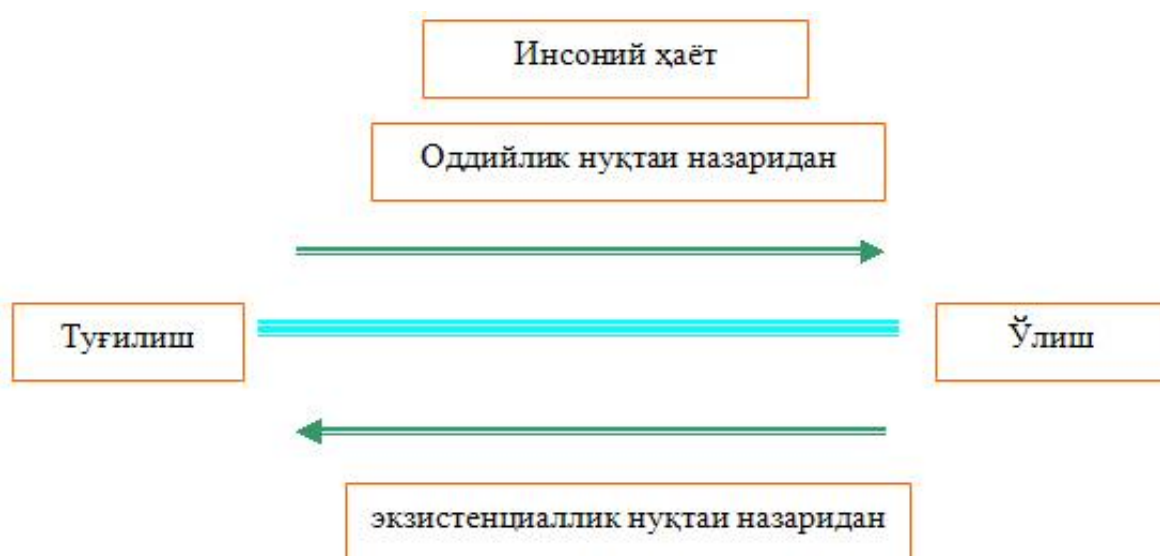 Инсоний ҳаёт
Оддийлик нуқтаи назаридан
Туғилиш
Ўлиш
экзистенциаллик нуқтаи назаридан